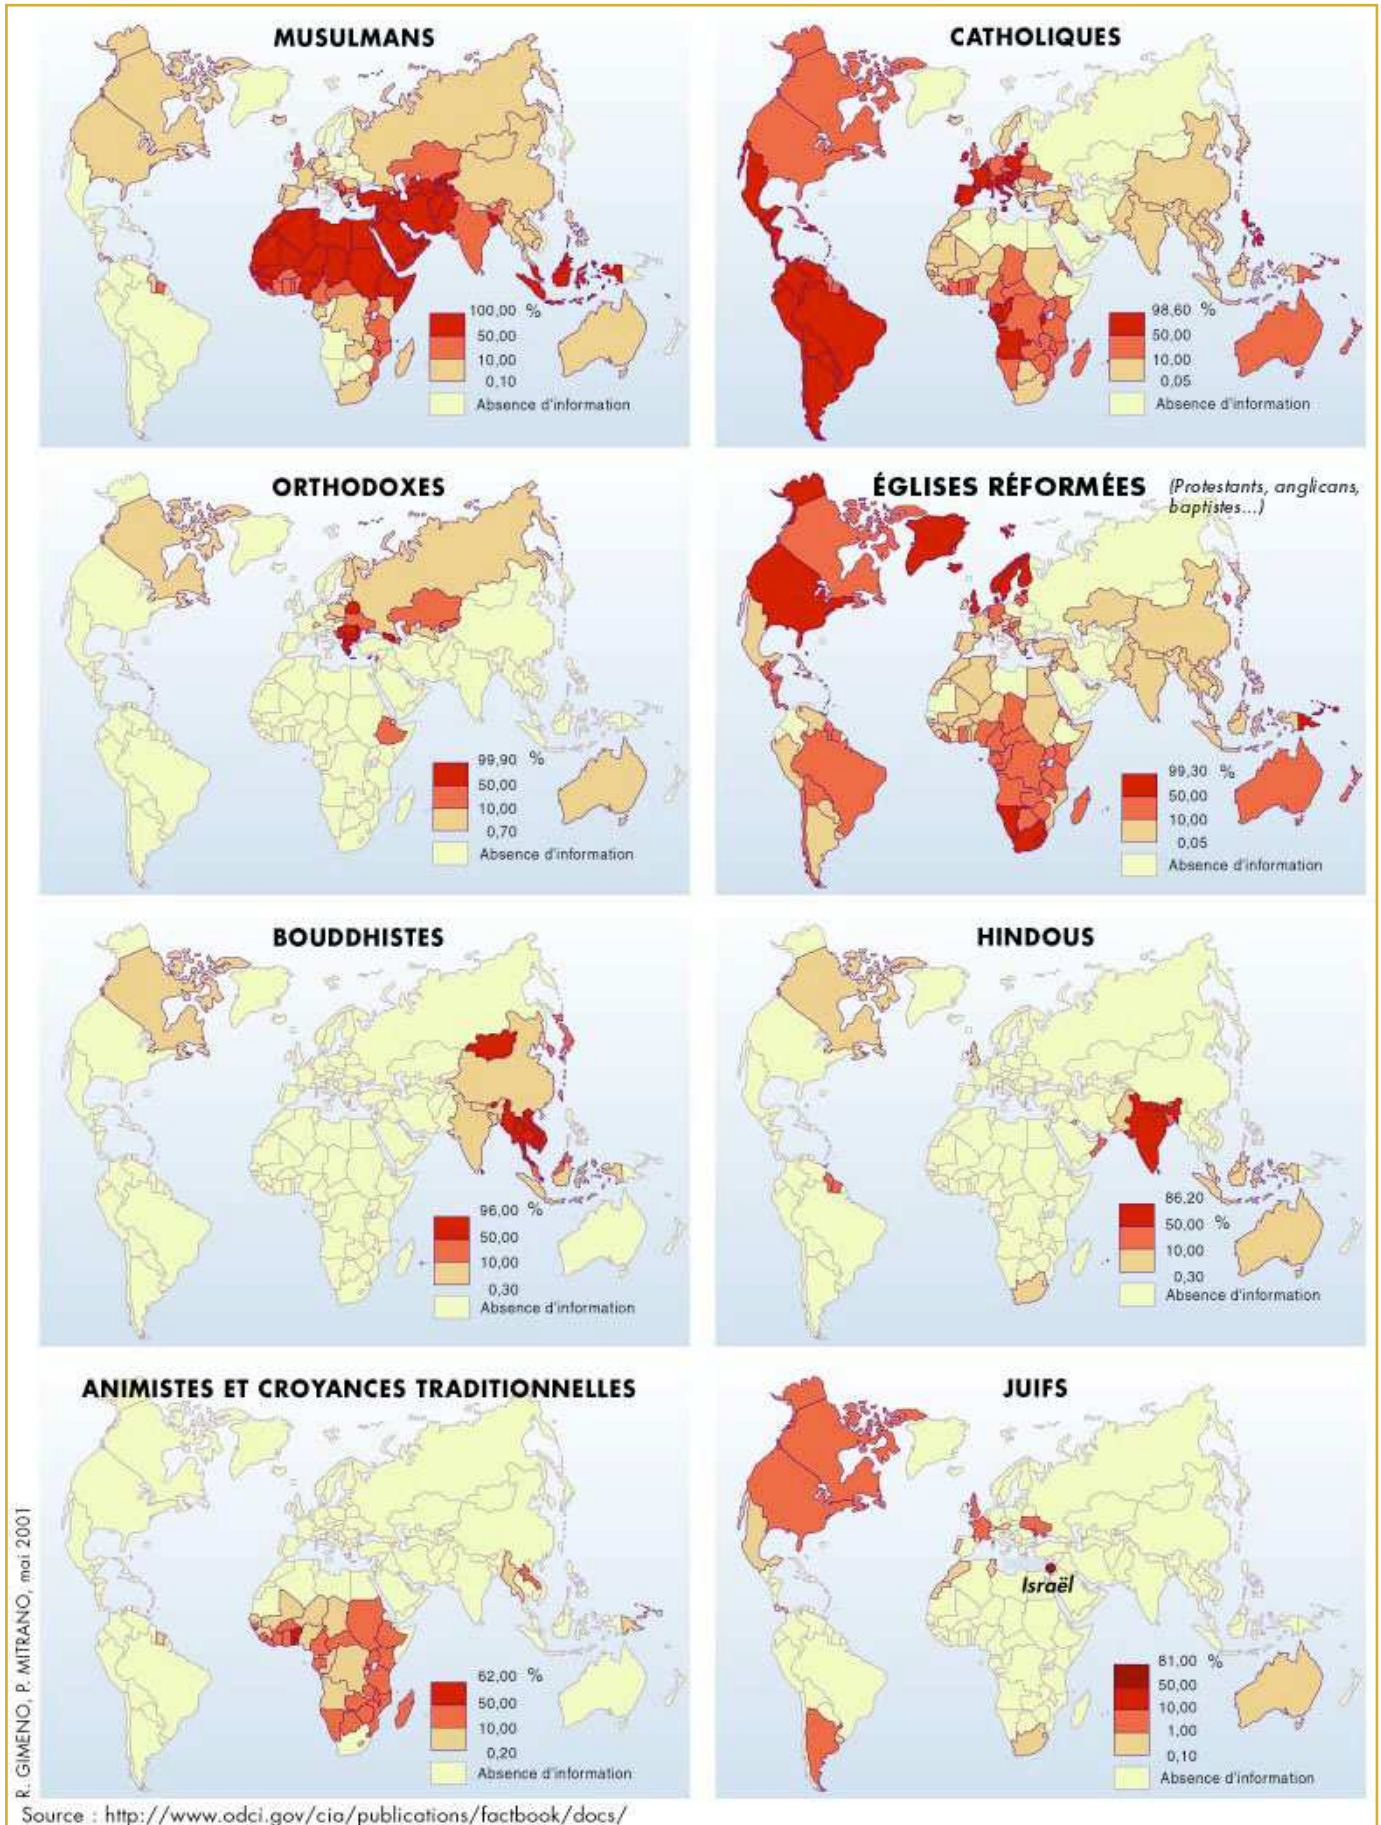 MUSULMANS
100,00 %
50,00
10,00
0,10
Absence d'information
CATHOLIQUES
98,60 %
50,00
10,00
0,05
Absence d'information
ORTHODOXES
99,90 %
50,00
10,00
0,70
Absence d'information
ÉGLISES RÉFORMÉES (Protestants, anglicans,
baptistes...)
99,30 %
50,00
10,00
0,05
Absence d'information
BOUDDHISTES
96,00 %
50,00
10,00
0,30
Absence d'information
HINDOUS
86,20
50,00 %
10,00
0,30
Absence d'information
ANIMISTES ET CROYANCES TRADITIONNELLES
62,00 %
50,00
10,00
0,20
Absence d'information
JUIFS
Israël
81,00 %
50,00
10,00
1,00
0,10
Absence d'information
R. GIMENO, P. MITRANO, mai 2001
Source : http://www.odci.gov/cia/publications/factbook/docs/